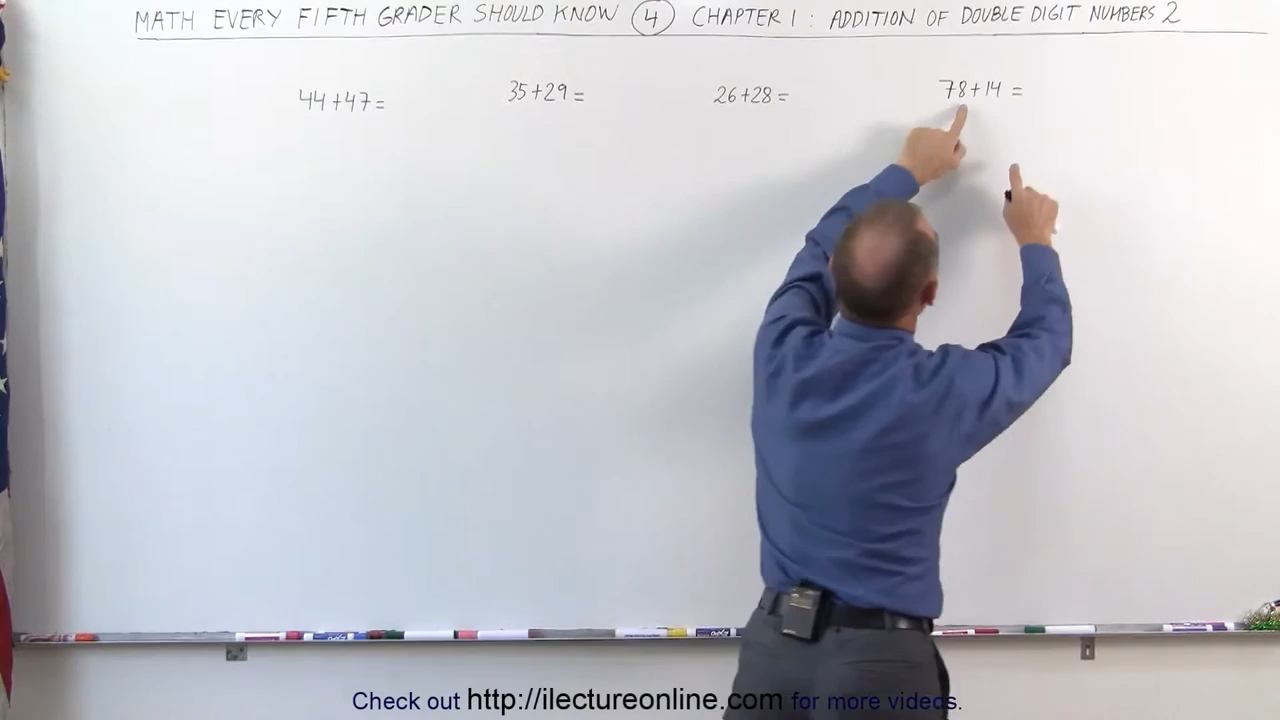 MATH EVERY FIFTH GRADER SHOULD KNOW 4 CHAPTER 1 : ADDITION OF DOUBLE DIGIT NUMBERS 2
44+47= 35+29= 26+28= 78+14 =
Check out http://ilectureonline.com for more videos.